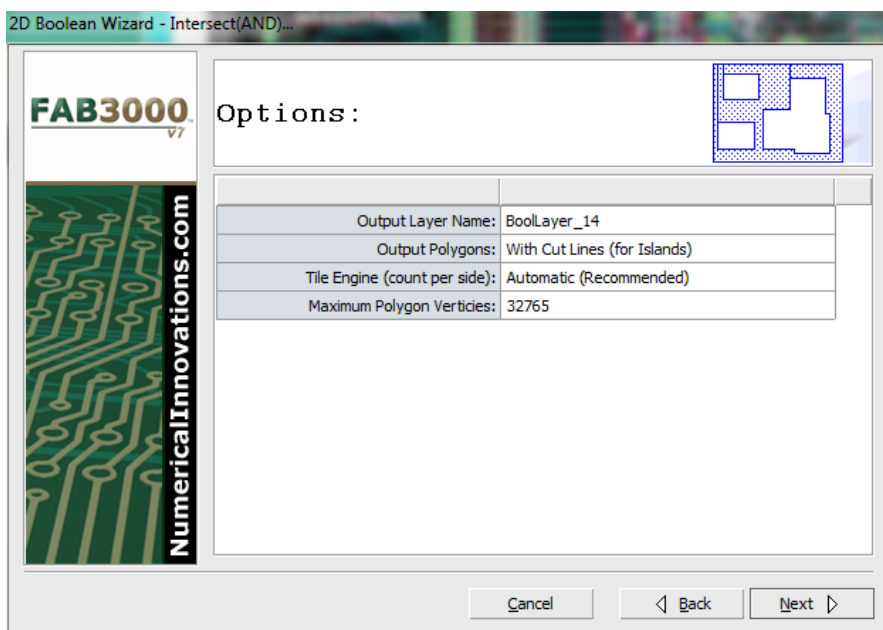 2D Boolean Wizard - Intersect(AND)...
FAB3000
V7
Options:
NumericalInnovations.com
Output Layer Name: BoolLayer_14
Output Polygons: With Cut Lines (for Islands)
Tile Engine (count per side): Automatic (Recommended)
Maximum Polygon Verticies: 32765
Cancel
Back
Next